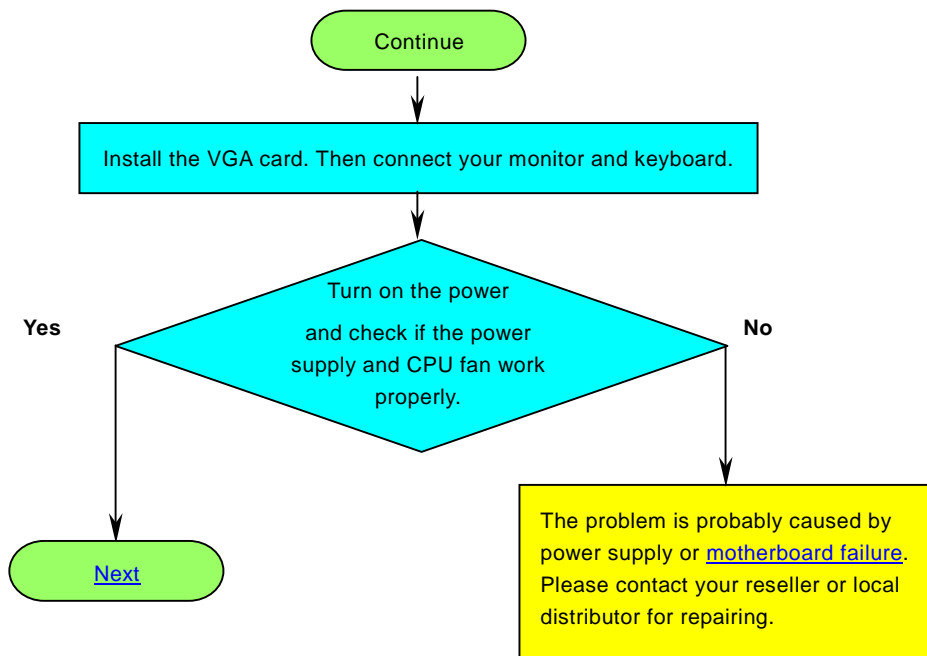 Continue
Install the VGA card. Then connect your monitor and keyboard.
Turn on the power
and check if the power
supply and CPU fan work
properly.
Yes
No
Next
The problem is probably caused by
power supply or motherboard failure.
Please contact your reseller or local
distributor for repairing.